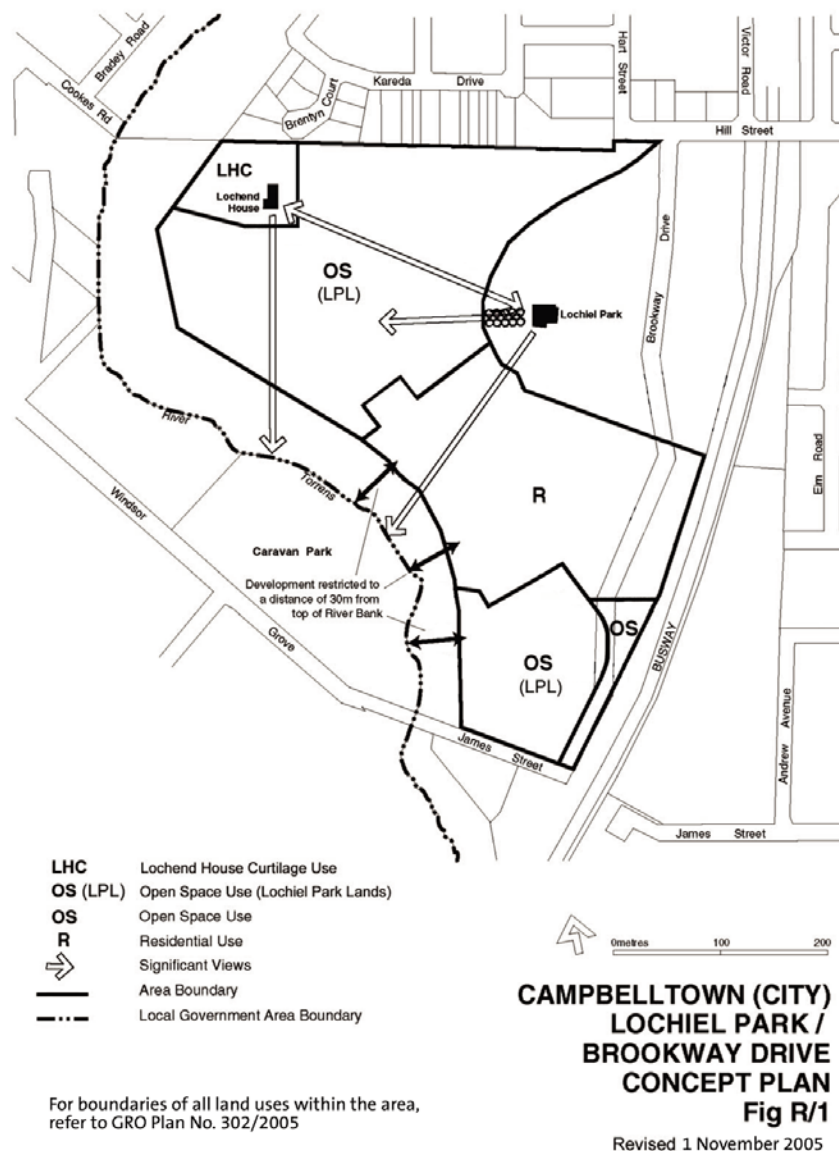 Bradey Road
Cookes Rd
Brentyn Court
Kareda Drive
Hart Street
Victor Road
Hill Street
LHC
Lochend
House
OS
(LPL)
Lochiel Park
Brookway Drive
River
Torrens
Windsor
Grove
R
Elm Road
Caravan Park
Development restricted to
a distance of 30m from
top of River Bank
OS
OS
(LPL)
BUSWAY
Andrew Avenue
James Street
James Street
LHC Lochend House Curtilage Use
OS (LPL) Open Space Use (Lochiel Park Lands)
OS Open Space Use
R Residential Use
Significant Views
Area Boundary
Local Government Area Boundary
0metres 100 200
CAMPBELLTOWN (CITY)
LOCHIEL PARK /
BROOKWAY DRIVE
CONCEPT PLAN
Fig R/1
Revised 1 November 2005
For boundaries of all land uses within the area,
refer to GRO Plan No. 302/2005